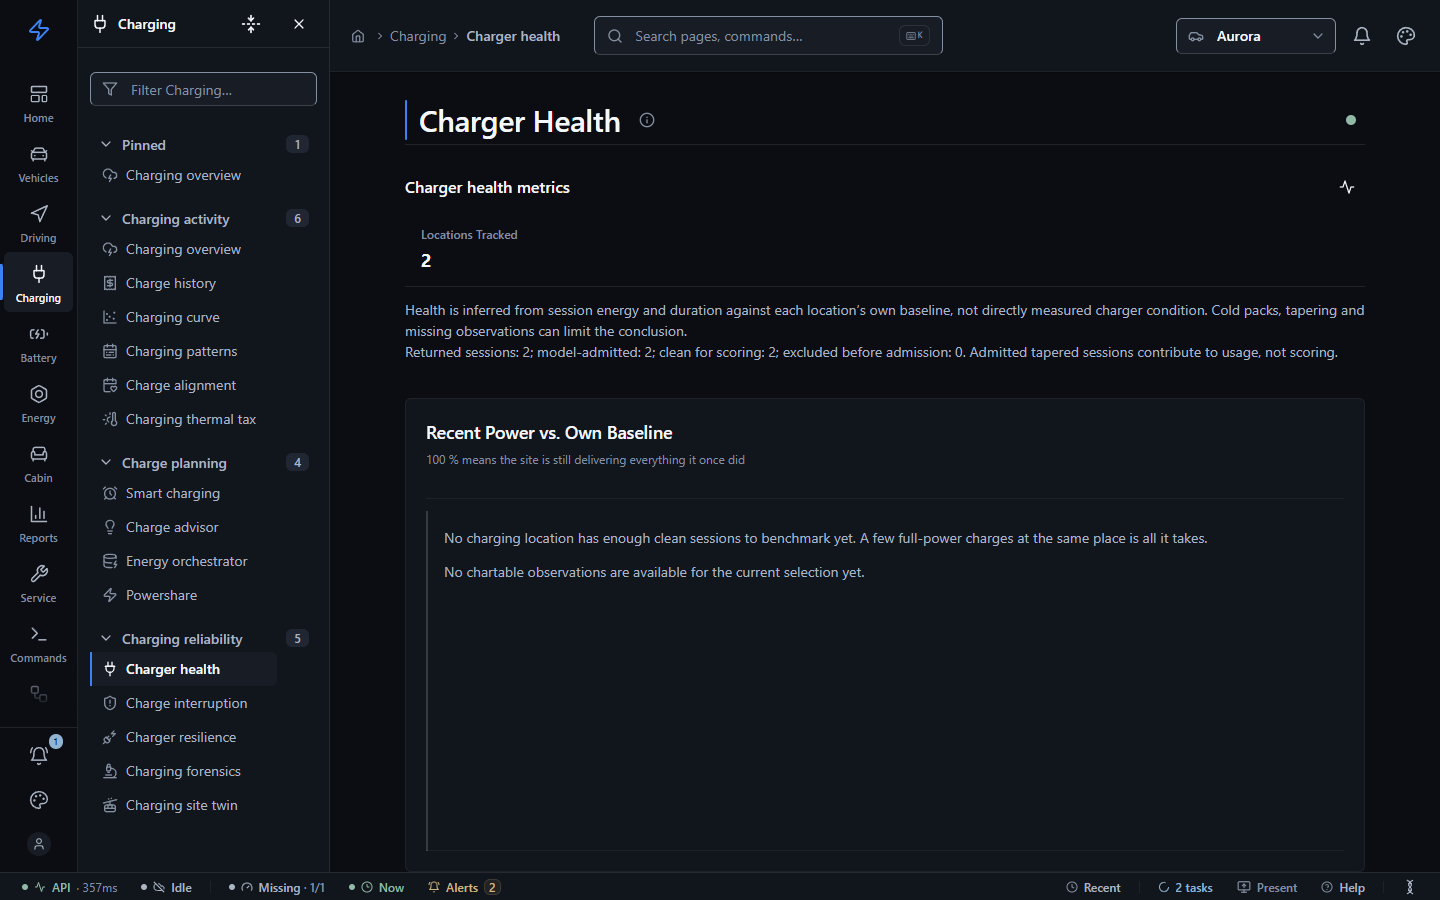 Charging
Home
Vehicles
Driving
Charging
Battery
Energy
Cabin
Reports
Service
Commands
1
Filter Charging...
Pinned 1
Charging overview
Charging activity 6
Charging overview
Charge history
Charging curve
Charging patterns
Charge alignment
Charging thermal tax
Charge planning 4
Smart charging
Charge advisor
Energy orchestrator
Powershare
Charging reliability 5
Charger health
Charge interruption
Charger resilience
Charging forensics
Charging site twin
Charging Charger health
Search pages, commands... K
Aurora
Charger Health
Charger health metrics
Locations Tracked
2
Health is inferred from session energy and duration against each location’s own baseline, not directly measured charger condition. Cold packs, tapering and
missing observations can limit the conclusion.
Returned sessions: 2; model-admitted: 2; clean for scoring: 2; excluded before admission: 0. Admitted tapered sessions contribute to usage, not scoring.
Recent Power vs. Own Baseline
100 % means the site is still delivering everything it once did
No charging location has enough clean sessions to benchmark yet. A few full-power charges at the same place is all it takes.
No chartable observations are available for the current selection yet.
API · 357ms Idle Missing · 1/1 Now Alerts 2 Recent 2 tasks Present Help